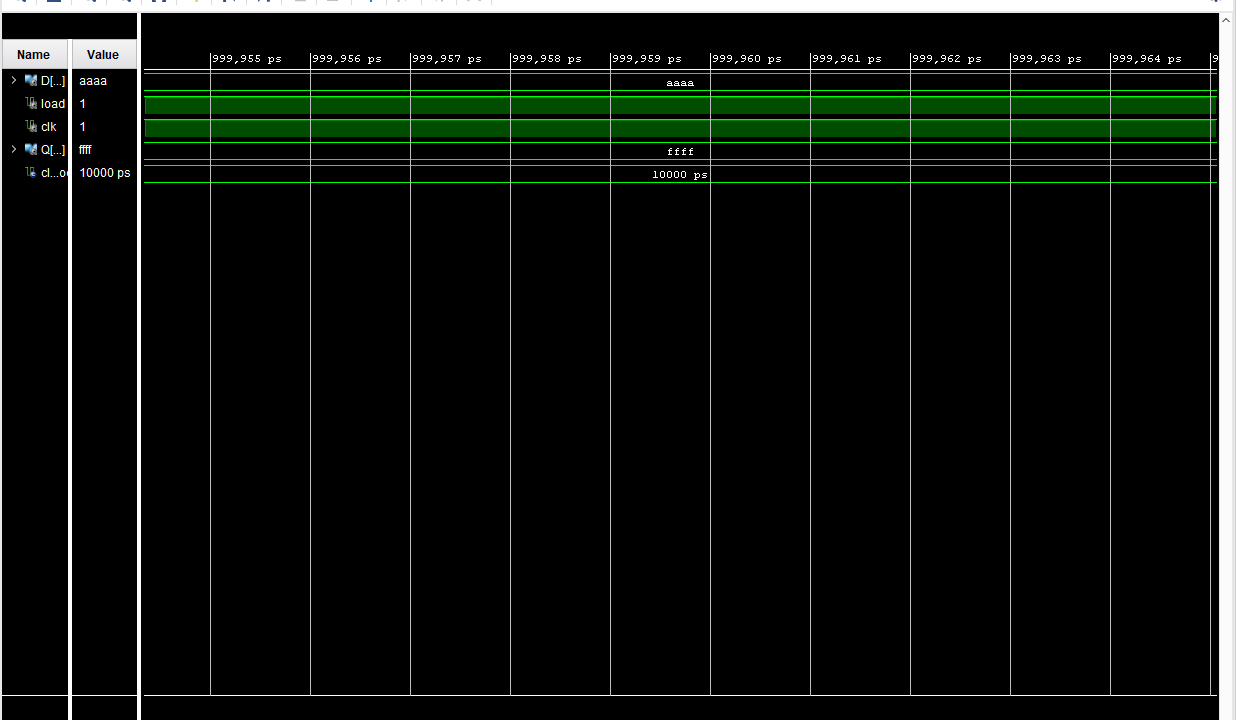 Name Value
999,955 ps 999,956 ps 999,957 ps 999,958 ps 999,959 ps 999,960 ps 999,961 ps 999,962 ps 999,963 ps 999,964 ps 9
D[...] aaaa aaaa
load 1
clk 1
Q[...] ffff ffff
cl...oc 10000 ps 10000 ps